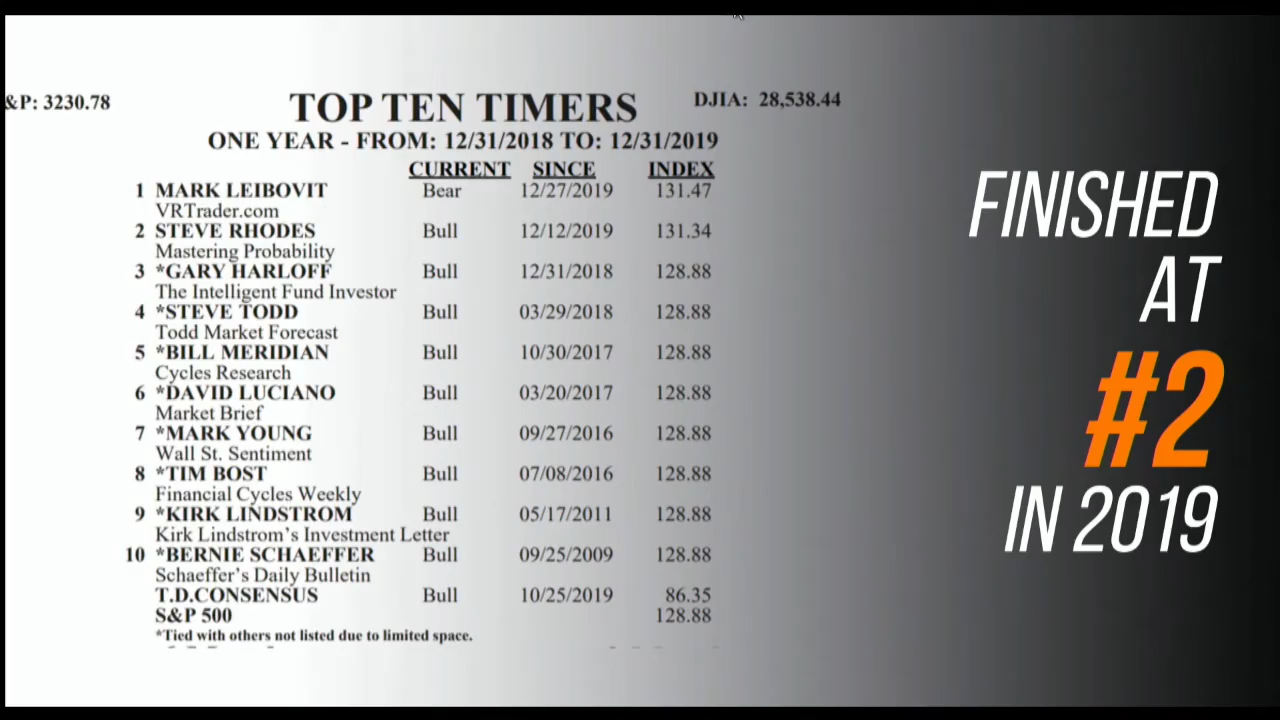 &P: 3230.78
TOP TEN TIMERS
DJIA: 28,538.44
ONE YEAR - FROM: 12/31/2018 TO: 12/31/2019
CURRENT SINCE INDEX
1 MARK LEIBOVIT Bear 12/27/2019 131.47
VRTrader.com
2 STEVE RHODES Bull 12/12/2019 131.34
Mastering Probability
3 *GARY HARLOFF Bull 12/31/2018 128.88
The Intelligent Fund Investor
4 *STEVE TODD Bull 03/29/2018 128.88
Todd Market Forecast
5 *BILL MERIDIAN Bull 10/30/2017 128.88
Cycles Research
6 *DAVID LUCIANO Bull 03/20/2017 128.88
Market Brief
7 *MARK YOUNG Bull 09/27/2016 128.88
Wall St. Sentiment
8 *TIM BOST Bull 07/08/2016 128.88
Financial Cycles Weekly
9 *KIRK LINDSTROM Bull 05/17/2011 128.88
Kirk Lindstrom’s Investment Letter
10 *BERNIE SCHAEFFER Bull 09/25/2009 128.88
Schaeffer’s Daily Bulletin
T.D.CONSENSUS Bull 10/25/2019 86.35
S&P 500 128.88
*Tied with others not listed due to limited space.
FINISHED
AT
#2
IN 2019